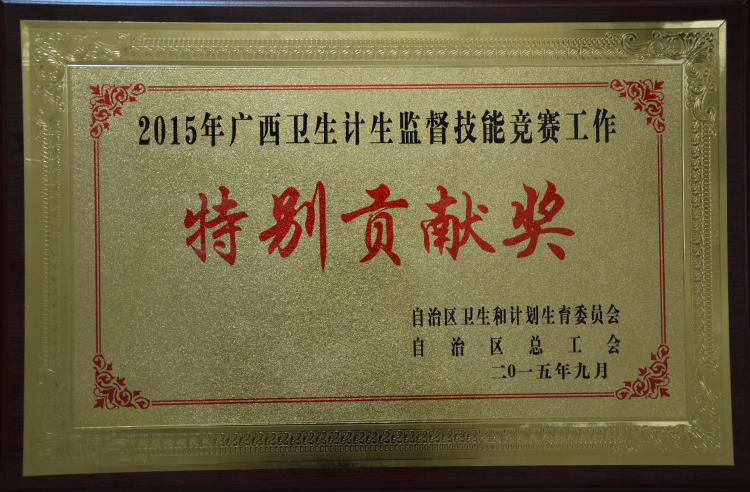 2015年广西卫生计生监督技能竞赛工作
特别贡献奖
自治区卫生和计划生育委员会
自治区总工会
二0一五年九月